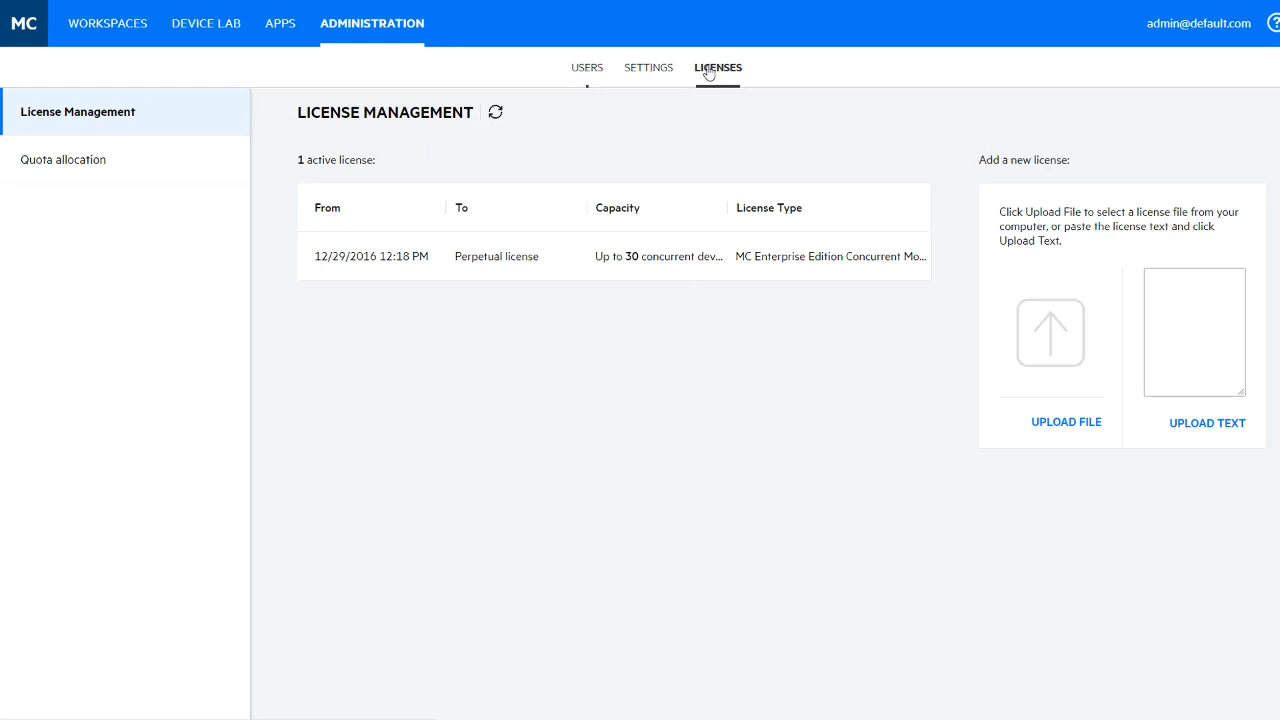 MC WORKSPACES DEVICE LAB APPS ADMINISTRATION admin@default.com ?
USERS SETTINGS LICENSES
License Management
Quota allocation
LICENSE MANAGEMENT
1 active license:
From To Capacity License Type
12/29/2016 12:18 PM Perpetual license Up to 30 concurrent dev... MC Enterprise Edition Concurrent Mo...
Add a new license:
Click Upload File to select a license file from your
computer, or paste the license text and click
Upload Text.
UPLOAD FILE UPLOAD TEXT